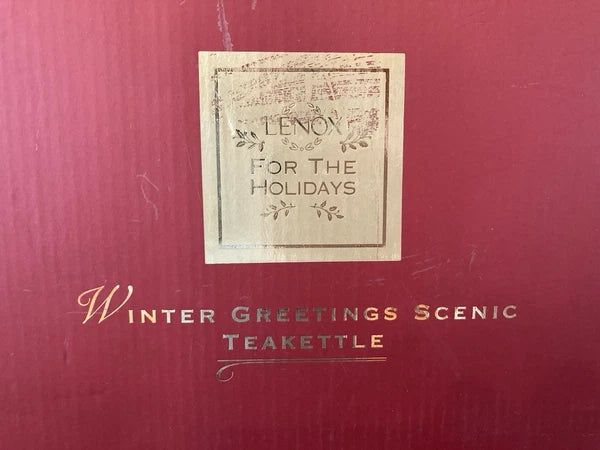 LENOX
FOR THE
HOLIDAYS
WINTER GREETINGS SCENIC
TEAKETTLE